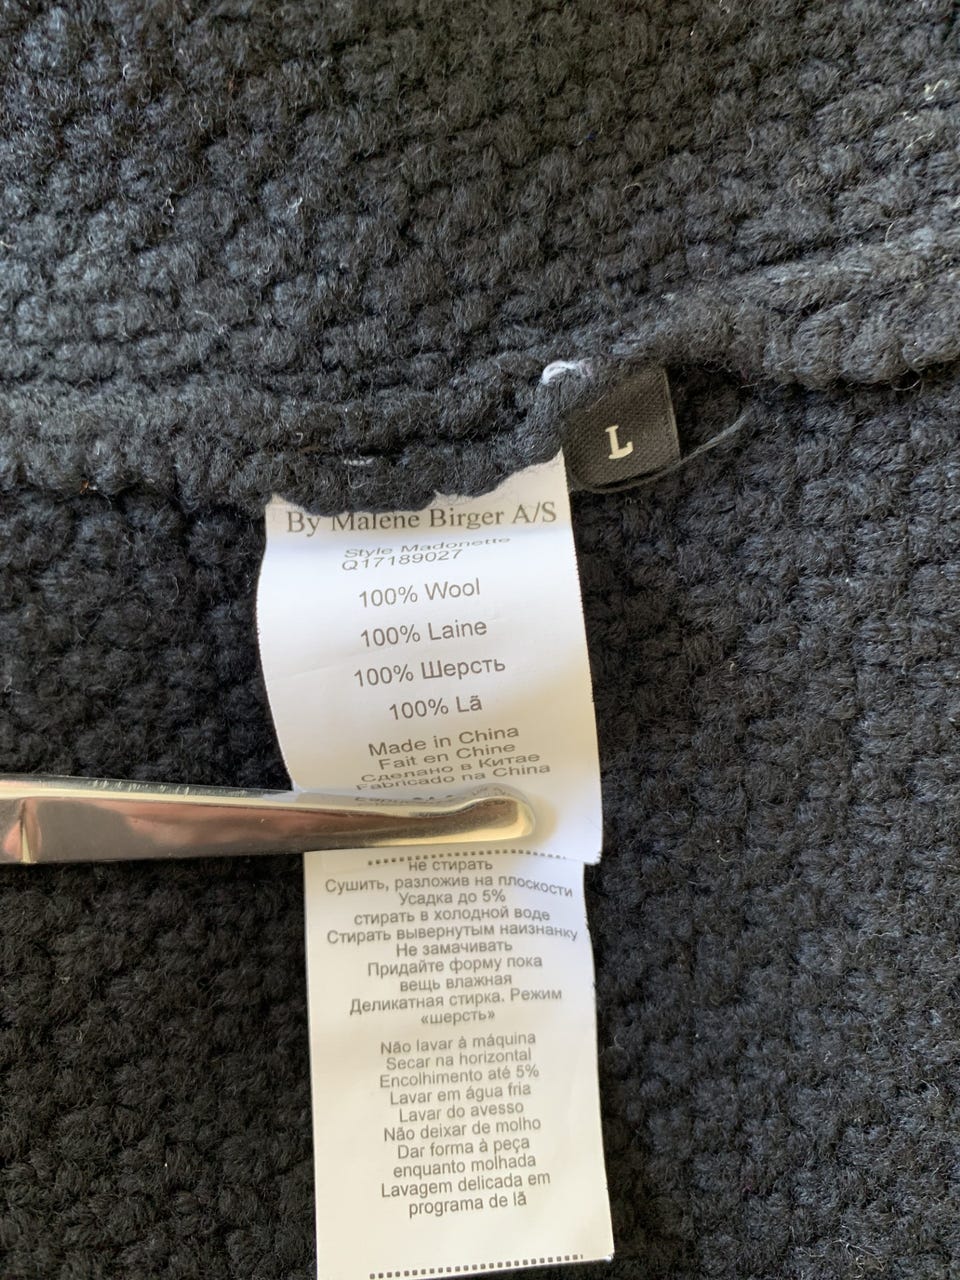 L
By Malene Birger A/S
Style Madonette
Q17189027
100% Wool
100% Laine
100% Шерсть
100% Lã
Made in China
Fait en Chine
Сделано в Китае
Fabricado na China
не стирать
Сушить, разложив на плоскости
Усадка до 5%
стирать в холодной воде
Стирать вывернутым наизнанку
Не замачивать
Придайте форму пока
вещь влажная
Деликатная стирка. Режим
«шерсть»
Não lavar à máquina
Secar na horizontal
Encolhimento até 5%
Lavar em água fria
Lavar do avesso
Não deixar de molho
Dar forma à peça
enquanto molhada
Lavagem delicada em
programa de lã